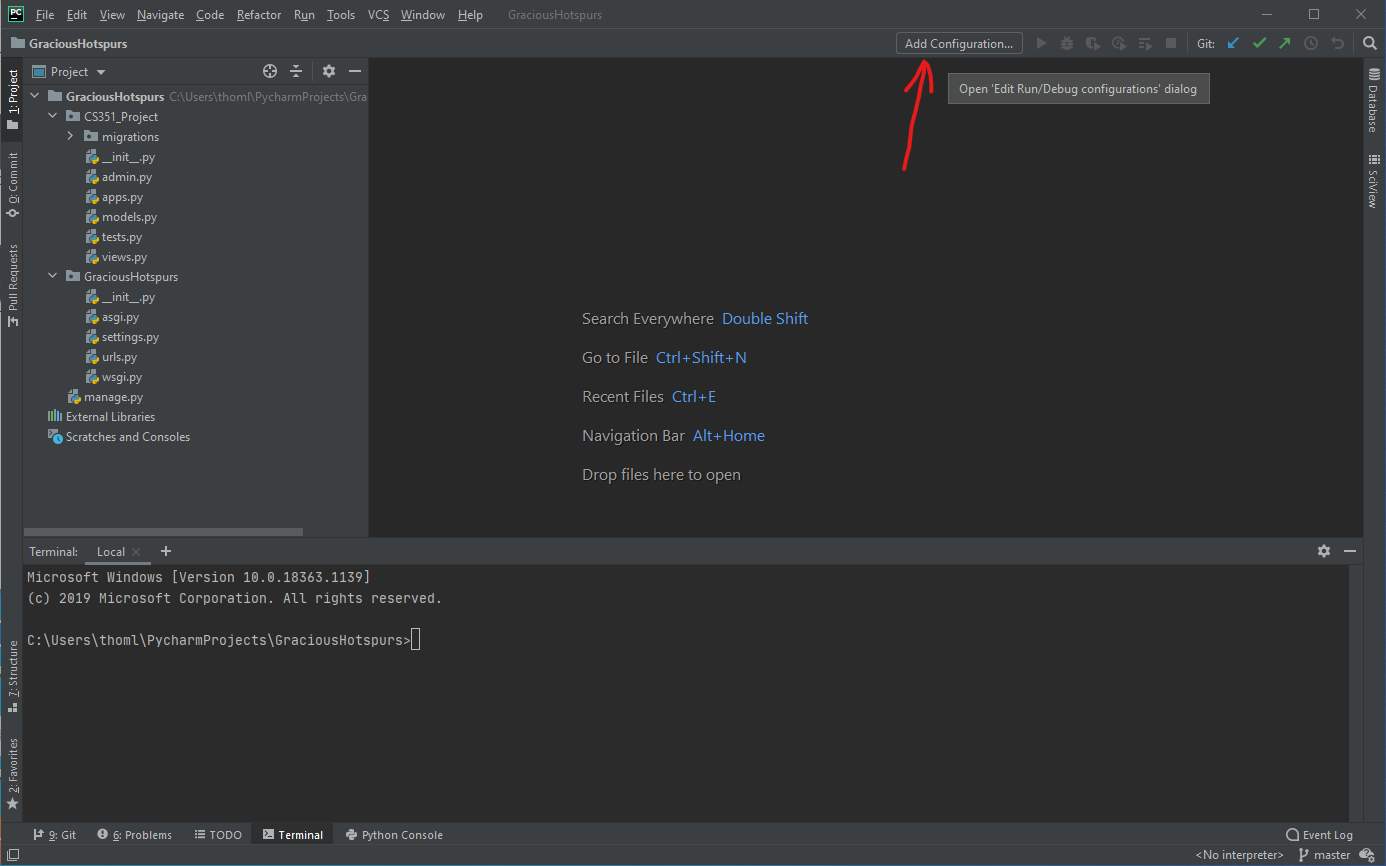 PC File Edit View Navigate Code Refactor Run Tools VCS Window Help GraciousHotspurs
GraciousHotspurs Add Configuration... Git:
Open 'Edit Run/Debug configurations' dialog
1: Project
0: Commit
Pull Requests
7: Structure
2: Favorites
Project
GraciousHotspurs C:\Users\thoml\PycharmProjects\Gra
CS351_Project
migrations
__init__.py
admin.py
apps.py
models.py
tests.py
views.py
GraciousHotspurs
__init__.py
asgi.py
settings.py
urls.py
wsgi.py
manage.py
External Libraries
Scratches and Consoles
Search Everywhere Double Shift
Go to File Ctrl+Shift+N
Recent Files Ctrl+E
Navigation Bar Alt+Home
Drop files here to open
Database
SciView
Terminal: Local
Microsoft Windows [Version 10.0.18363.1139]
(c) 2019 Microsoft Corporation. All rights reserved.
C:\Users\thoml\PycharmProjects\GraciousHotspurs>
9: Git 6: Problems TODO Terminal Python Console Event Log
<No interpreter> master